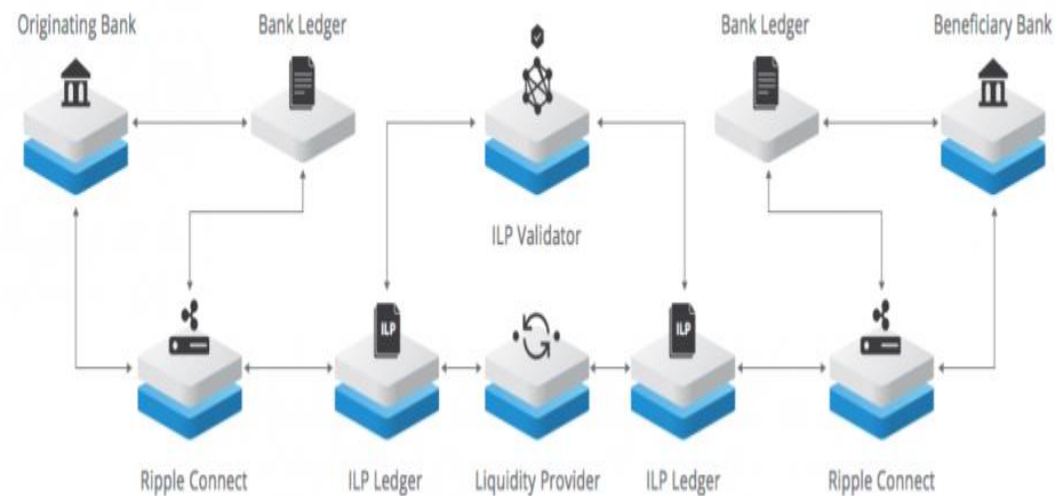 Originating Bank
Bank Ledger
Bank Ledger
Beneficiary Bank
ILP Validator
ILP
ILP
Ripple Connect
ILP Ledger
Liquidity Provider
ILP Ledger
Ripple Connect